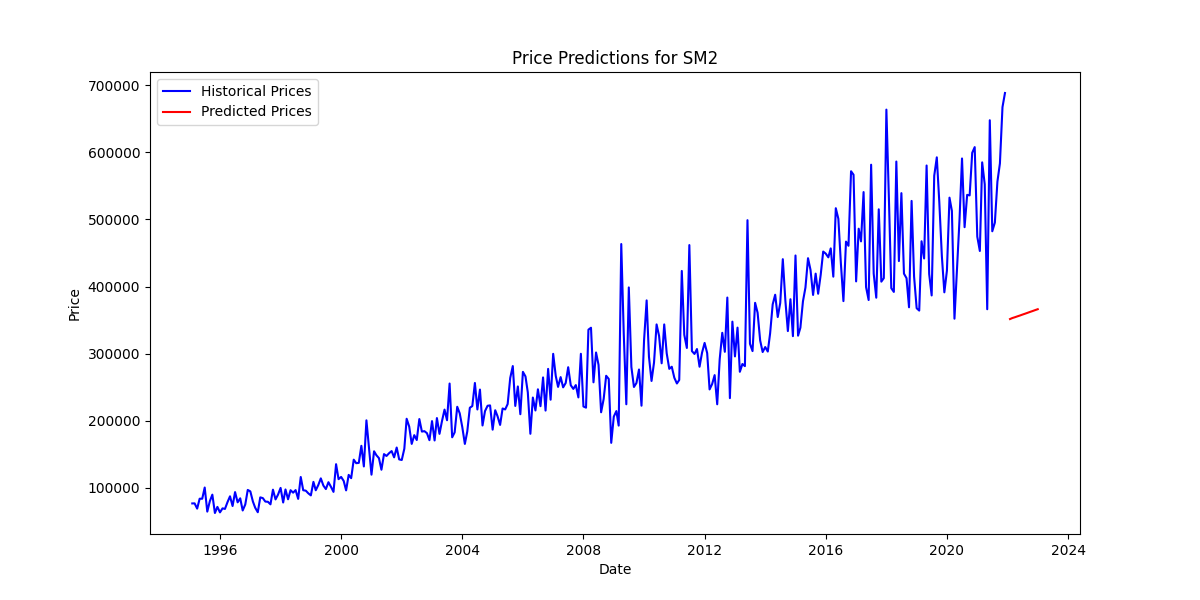 Price Predictions for SM2
Historical Prices
Predicted Prices
700000
600000
500000
400000
300000
200000
100000
Price
1996 2000 2004 2008 2012 2016 2020 2024
Date